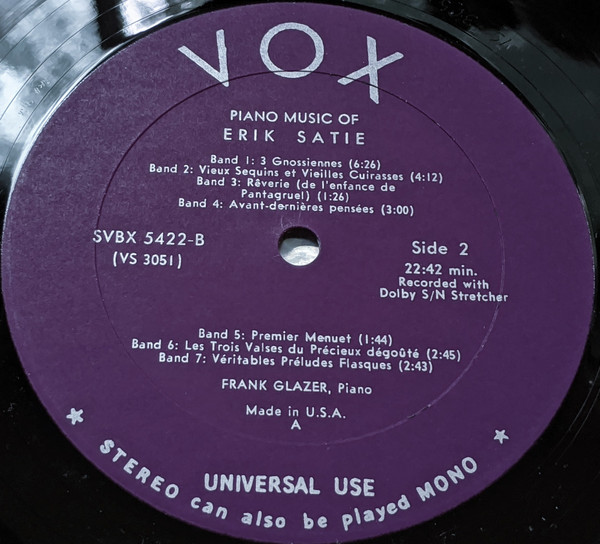 VOX
PIANO MUSIC OF
ERIK SATIE
Band 1: 3 Gnossiennes (6:26)
Band 2: Vieux Sequins et Vieilles Cuirasses (4:12)
Band 3: Rêverie (de l'enfance de
Pantagruel) (1:26)
Band 4: Avant-dernières pensées (3:00)
SVBX 5422-B
(VS 3051)
Side 2
22:42 min.
Recorded with
Dolby S/N Stretcher
Band 5: Premier Menuet (1:44)
Band 6: Les Trois Valses du Précieux dégoûté (2:45)
Band 7: Véritables Préludes Flasques (2:43)
FRANK GLAZER, Piano
Made in U.S.A.
A
UNIVERSAL USE
★ STEREO can also be played MONO ★